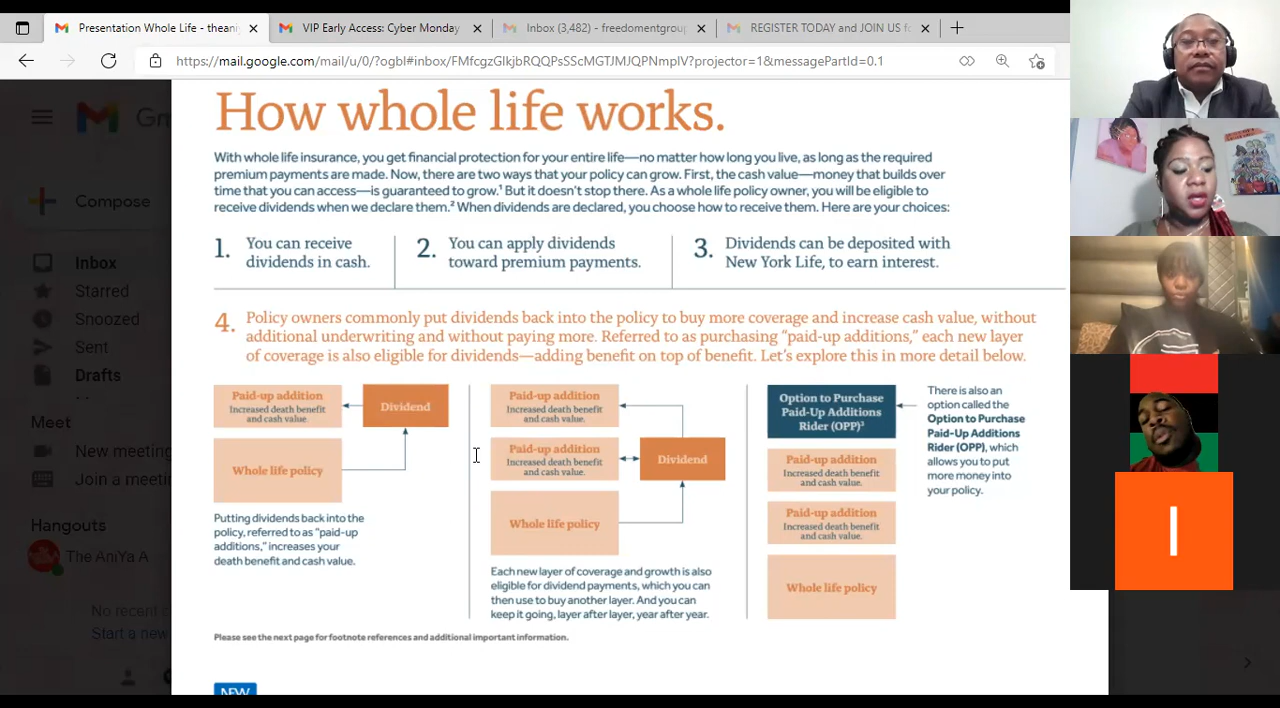 Presentation Whole Life - theani
VIP Early Access: Cyber Monday
Inbox (3,482) - freedomentgrou
REGISTER TODAY and JOIN US f
https://mail.google.com/mail/u/0/?ogbl#inbox/FMfcgzGlkjbRQQPsSScMGTJMJQPNmplV?projector=1&messagePartId=0.1
Compose
Inbox
Starred
Snoozed
Sent
Drafts
Meet
New meeting
Join a meeti
Hangouts
The AniYa A
No recent c
Start a new
How whole life works.
With whole life insurance, you get financial protection for your entire life—no matter how long you live, as long as the required
premium payments are made. Now, there are two ways that your policy can grow. First, the cash value—money that builds over
time that you can access—is guaranteed to grow.¹ But it doesn't stop there. As a whole life policy owner, you will be eligible to
receive dividends when we declare them.² When dividends are declared, you choose how to receive them. Here are your choices:
1. You can receive
dividends in cash.
2. You can apply dividends
toward premium payments.
3. Dividends can be deposited with
New York Life, to earn interest.
4. Policy owners commonly put dividends back into the policy to buy more coverage and increase cash value, without
additional underwriting and without paying more. Referred to as purchasing “paid-up additions,” each new layer
of coverage is also eligible for dividends—adding benefit on top of benefit. Let's explore this in more detail below.
Paid-up addition
Increased death benefit
and cash value.
Dividend
Whole life policy
Putting dividends back into the
policy, referred to as “paid-up
additions,” increases your
death benefit and cash value.
Paid-up addition
Increased death benefit
and cash value.
Paid-up addition
Increased death benefit
and cash value.
Dividend
Whole life policy
Each new layer of coverage and growth is also
eligible for dividend payments, which you can
then use to buy another layer. And you can
keep it going, layer after layer, year after year.
Option to Purchase
Paid-Up Additions
Rider (OPP)³
Paid-up addition
Increased death benefit
and cash value.
Paid-up addition
Increased death benefit
and cash value.
Whole life policy
There is also an
option called the
Option to Purchase
Paid-Up Additions
Rider (OPP), which
allows you to put
more money into
your policy.
Please see the next page for footnote references and additional important information.
NEW
I